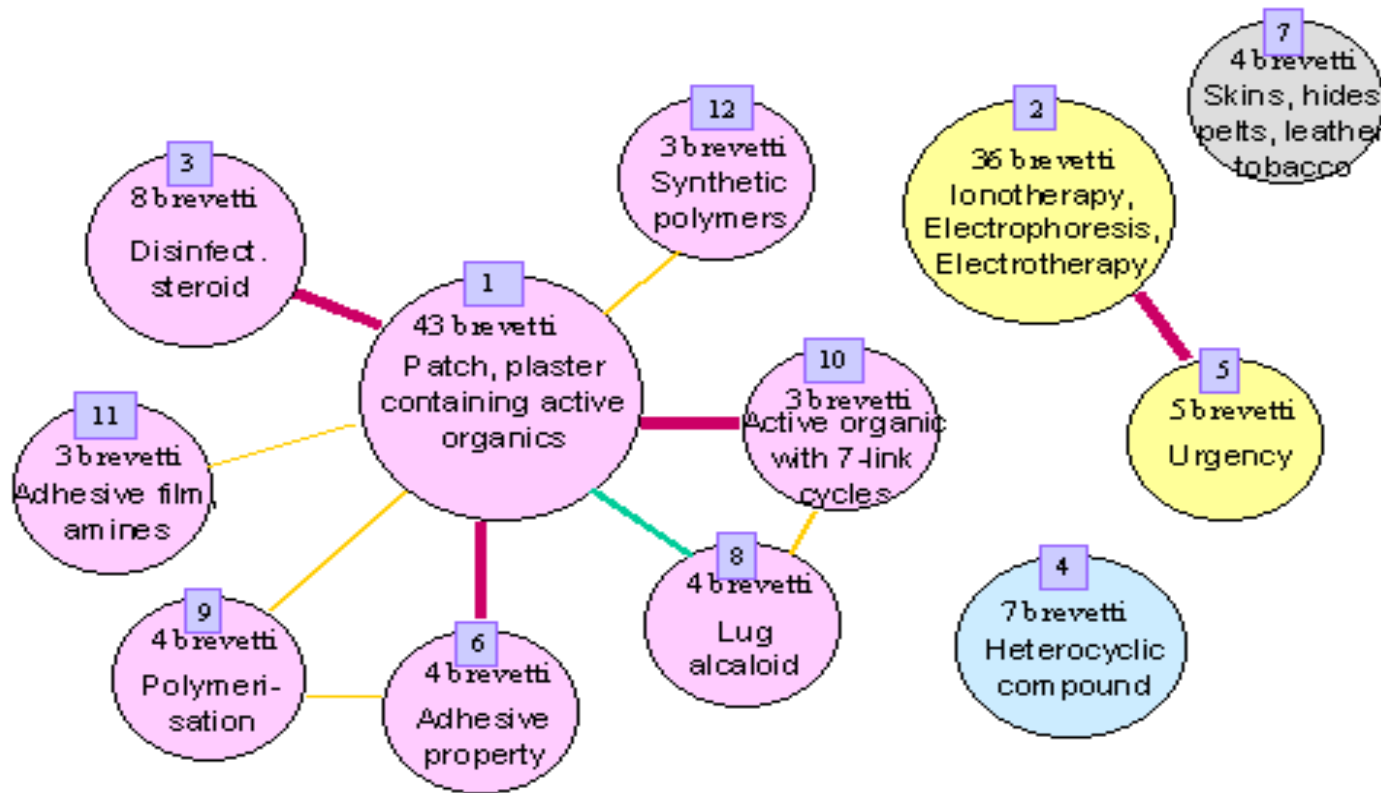 7
4 brevetti
Skins, hides
pelts, leather
tobacco
12
3 brevetti
Synthetic
polymers
2
36 brevetti
Ionotherapy,
Electrophoresis,
Electrotherapy
3
8 brevetti
Disinfect.
steroid
1
43 brevetti
Patch, plaster
containing active
organics
10
3 brevetti
Active organic
with 7-link
cycles
5
5 brevetti
Urgency
11
3 brevetti
Adhesive film,
amines
8
4 brevetti
Lug
alcaloid
4
7 brevetti
Heterocyclic
compound
9
4 brevetti
Polymeri-
sation
6
4 brevetti
Adhesive
property